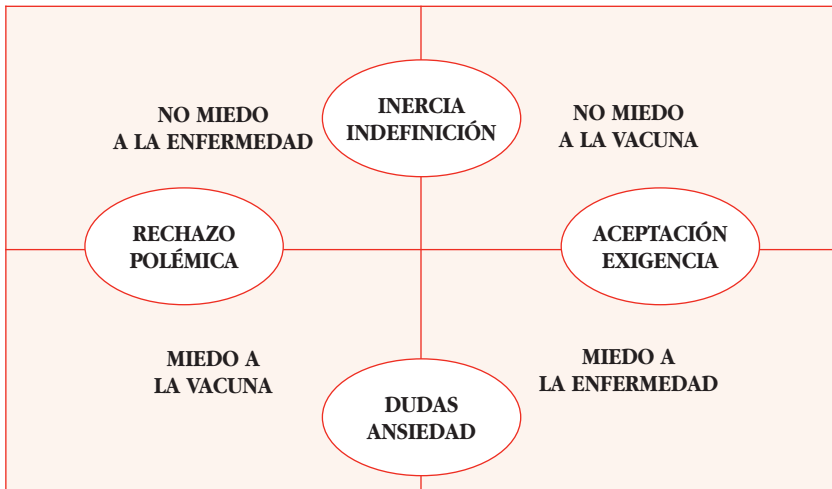 INERCIA
INDEFINICIÓN
NO MIEDO
A LA ENFERMEDAD
NO MIEDO
A LA VACUNA
RECHAZO
POLÉMICA
ACEPTACIÓN
EXIGENCIA
MIEDO A
LA VACUNA
MIEDO A
LA ENFERMEDAD
DUDAS
ANSIEDAD